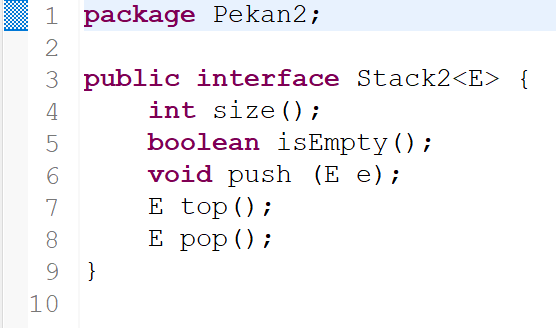 1 package Pekan2;
2
3 public interface Stack2<E> {
4     int size();
5     boolean isEmpty();
6     void push (E e);
7     E top();
8     E pop();
9 }
10